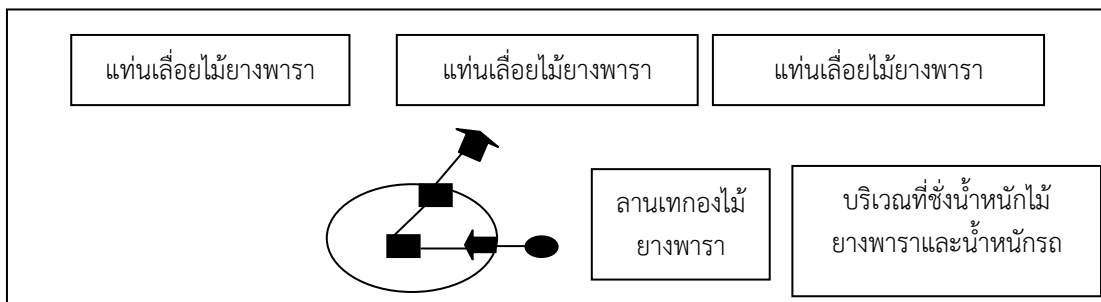 แท่นเลื่อยไม้ยางพารา
แท่นเลื่อยไม้ยางพารา
แท่นเลื่อยไม้ยางพารา
ลานเทกองไม้
ยางพารา
บริเวณที่ชั่งน้ำหนักไม้
ยางพาราและน้ำหนักรถ